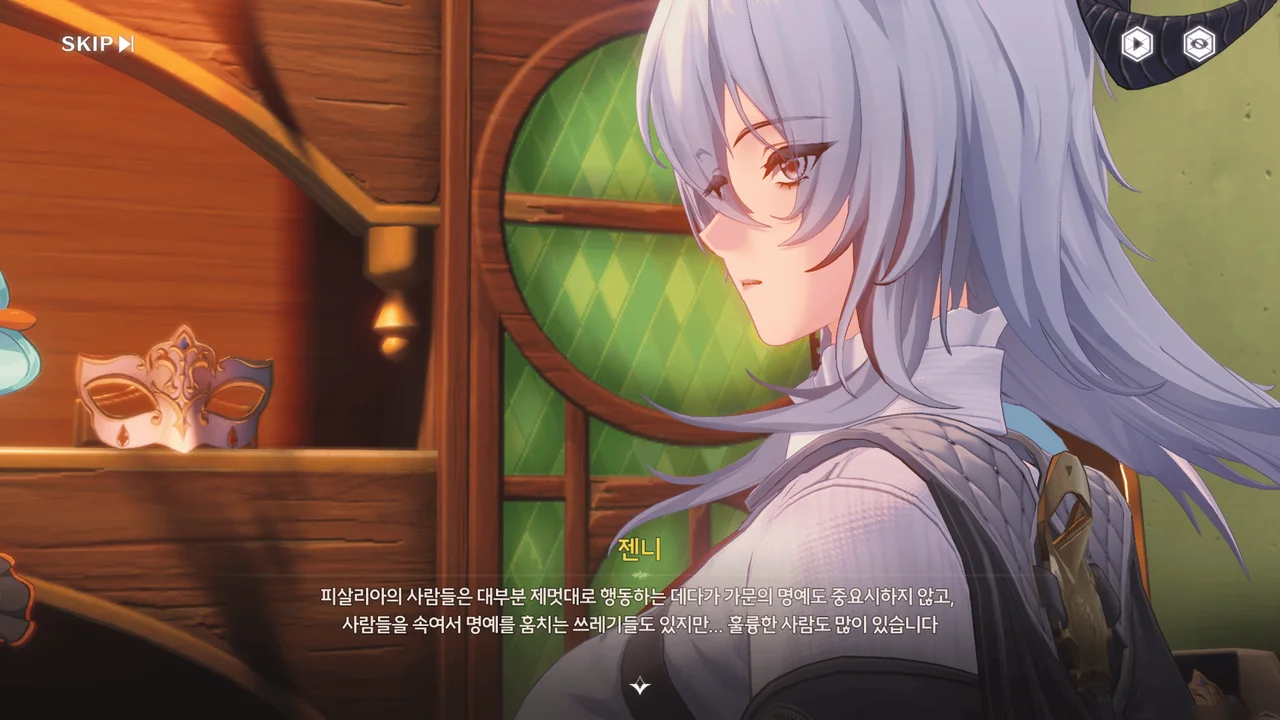 SKIP
젠니
피살리아의 사람들은 대부분 제멋대로 행동하는 데다가 가문의 명예도 중요시하지 않고,
사람들을 속여서 명예를 훔치는 쓰레기들도 있지만... 훌륭한 사람도 많이 있습니다